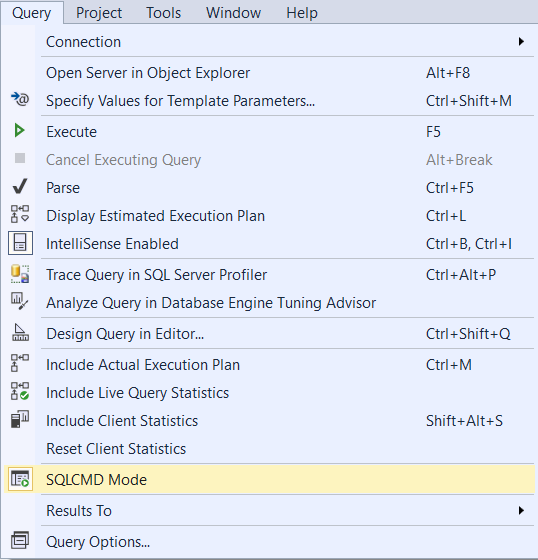 Query Project Tools Window Help
Connection
Open Server in Object Explorer Alt+F8
Specify Values for Template Parameters... Ctrl+Shift+M
Execute F5
Cancel Executing Query Alt+Break
Parse Ctrl+F5
Display Estimated Execution Plan Ctrl+L
IntelliSense Enabled Ctrl+B, Ctrl+I
Trace Query in SQL Server Profiler Ctrl+Alt+P
Analyze Query in Database Engine Tuning Advisor
Design Query in Editor... Ctrl+Shift+Q
Include Actual Execution Plan Ctrl+M
Include Live Query Statistics
Include Client Statistics Shift+Alt+S
Reset Client Statistics
SQLCMD Mode
Results To
Query Options...